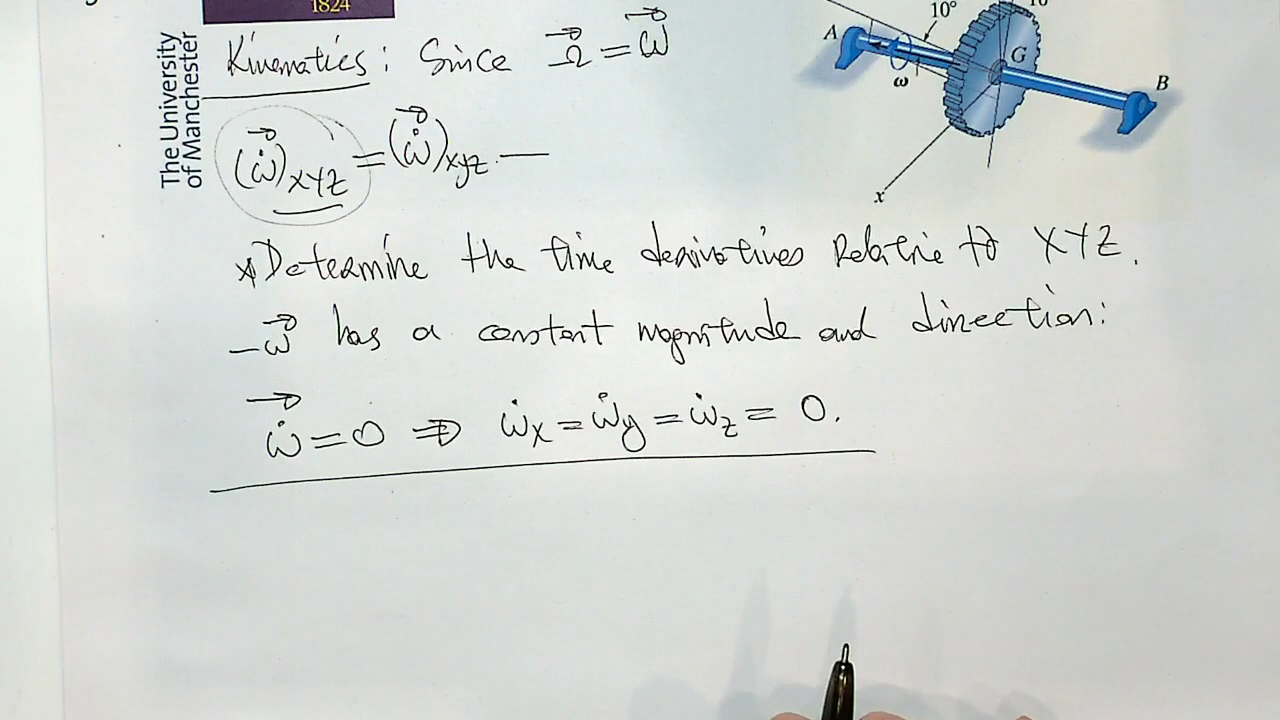 1824
The University
of Manchester
Kinematics: Since Ω⃗ = ω⃗
(ω⃗̇)XYZ = (ω⃗̇)xyz. —
* Determine the time derivatives Relative to XYZ.
– ω⃗ has a constant magnitude and direction:
ω⃗̇ = 0 ⇒ ω̇x = ω̇y = ω̇z = 0.
10°
A
G
B
ω
x